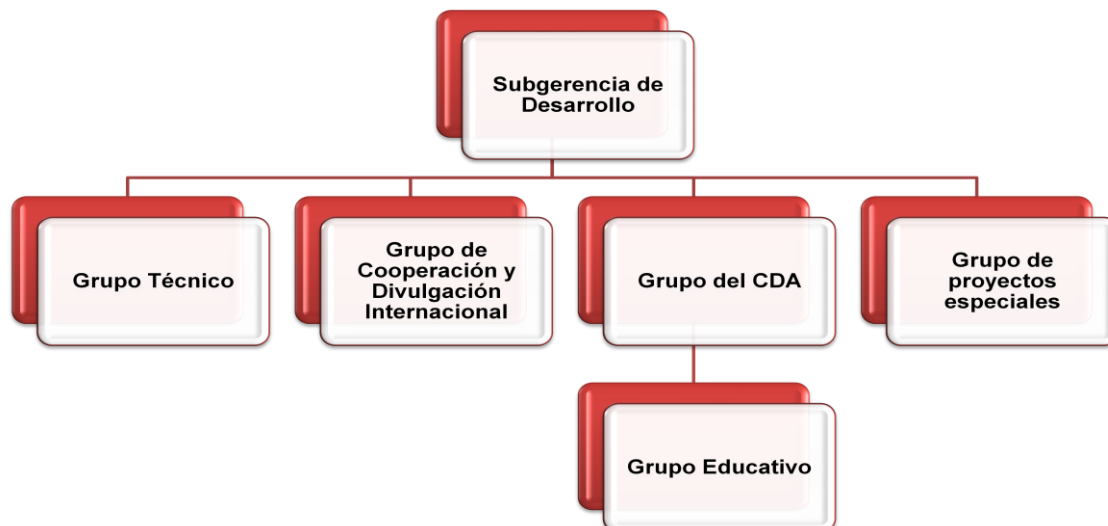 Subgerencia de
Desarrollo
Grupo Técnico
Grupo de
Cooperación y
Divulgación
Internacional
Grupo del CDA
Grupo de
proyectos
especiales
Grupo Educativo